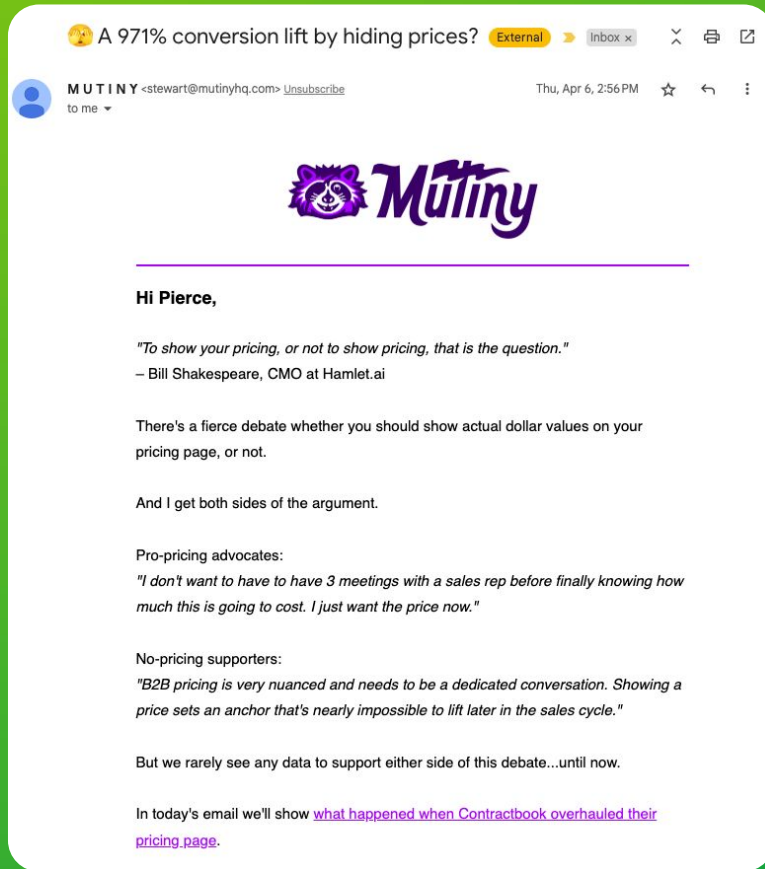 🫣 A 971% conversion lift by hiding prices? External Inbox x
M U T I N Y <stewart@mutinyhq.com> Unsubscribe Thu, Apr 6, 2:56 PM
to me
Mutiny
Hi Pierce,
"To show your pricing, or not to show pricing, that is the question."
– Bill Shakespeare, CMO at Hamlet.ai
There's a fierce debate whether you should show actual dollar values on your
pricing page, or not.
And I get both sides of the argument.
Pro-pricing advocates:
"I don't want to have to have 3 meetings with a sales rep before finally knowing how
much this is going to cost. I just want the price now."
No-pricing supporters:
"B2B pricing is very nuanced and needs to be a dedicated conversation. Showing a
price sets an anchor that's nearly impossible to lift later in the sales cycle."
But we rarely see any data to support either side of this debate...until now.
In today's email we'll show what happened when Contractbook overhauled their
pricing page.